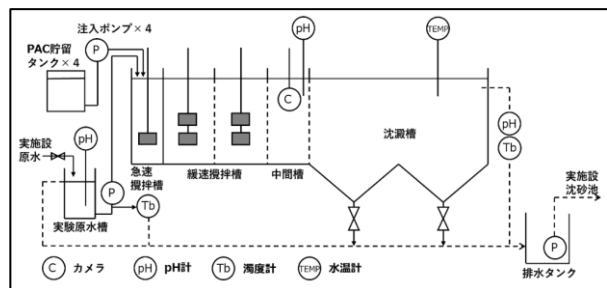 注入ポンプ×4
PAC貯留
タンク×4
P
pH
TEMP
C
pH
沈澱槽
pH
Tb
実施設
原水
急速
攪拌槽
緩速攪拌槽
中間槽
P
Tb
実験原水槽
実施設
沈砂池
P
排水タンク
C カメラ
pH pH計
Tb 濁度計
TEMP 水温計